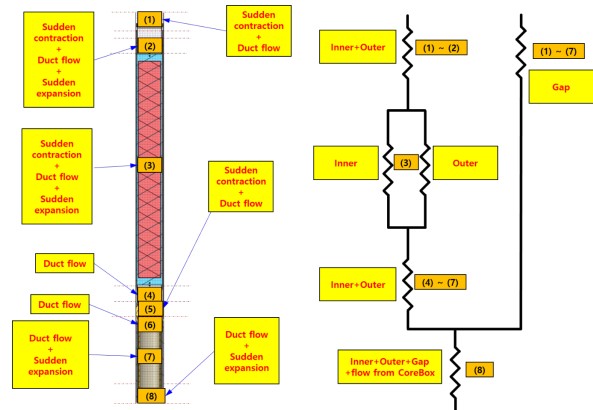 (1)
Sudden
contraction
+
Duct flow
Sudden
contraction
+
Duct flow
+
Sudden
expansion
(2)
Sudden
contraction
+
Duct flow
+
Sudden
expansion
(3)
Sudden
contraction
+
Duct flow
Duct flow
(4)
Duct flow
(5)
(6)
Duct flow
+
Sudden
expansion
(7)
Duct flow
+
Sudden
expansion
(8)
Inner+Outer
(1) ~ (2)
(1) ~ (7)
Gap
Inner
(3)
Outer
Inner+Outer
(4) ~ (7)
Inner+Outer+Gap
+flow from CoreBox
(8)